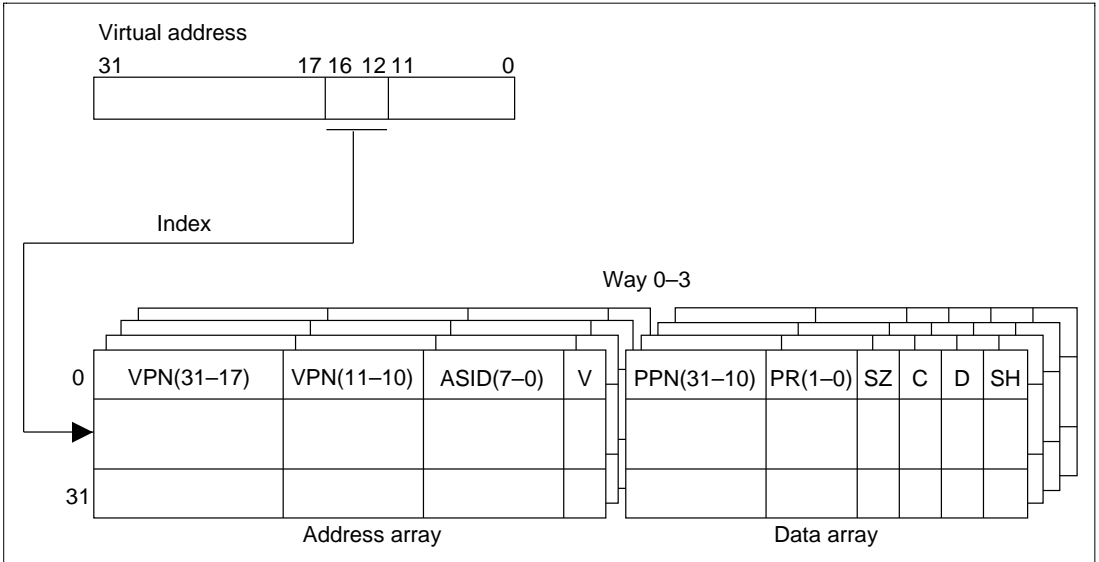 Virtual address
31 17 16 12 11 0
Index
Way 0–3
0 VPN(31–17) VPN(11–10) ASID(7–0) V PPN(31–10) PR(1–0) SZ C D SH
31
Address array Data array